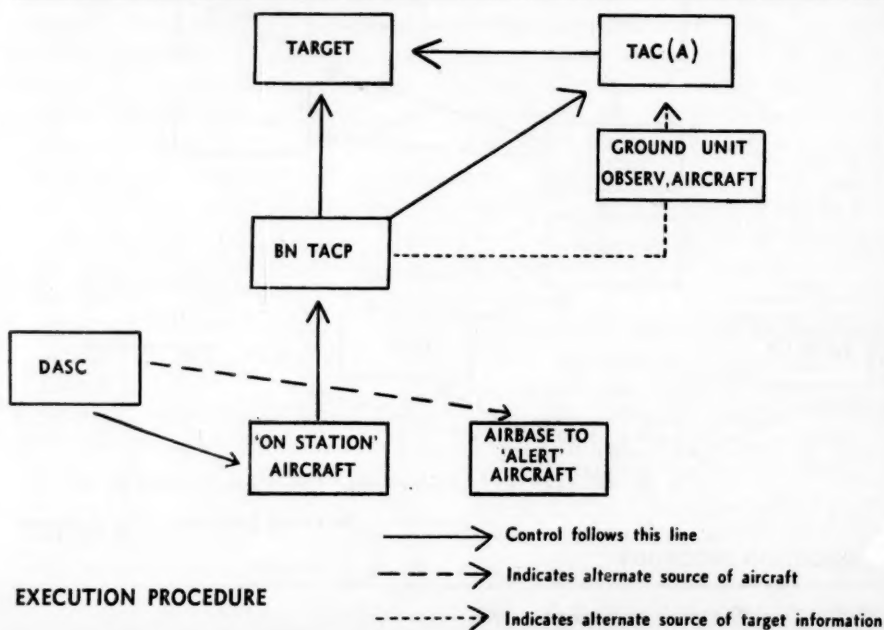 TARGET
TAC(A)
GROUND UNIT
OBSERV, AIRCRAFT
BN TACP
DASC
'ON STATION'
AIRCRAFT
AIRBASE TO
'ALERT'
AIRCRAFT
Control follows this line
Indicates alternate source of aircraft
EXECUTION PROCEDURE
Indicates alternate source of target information